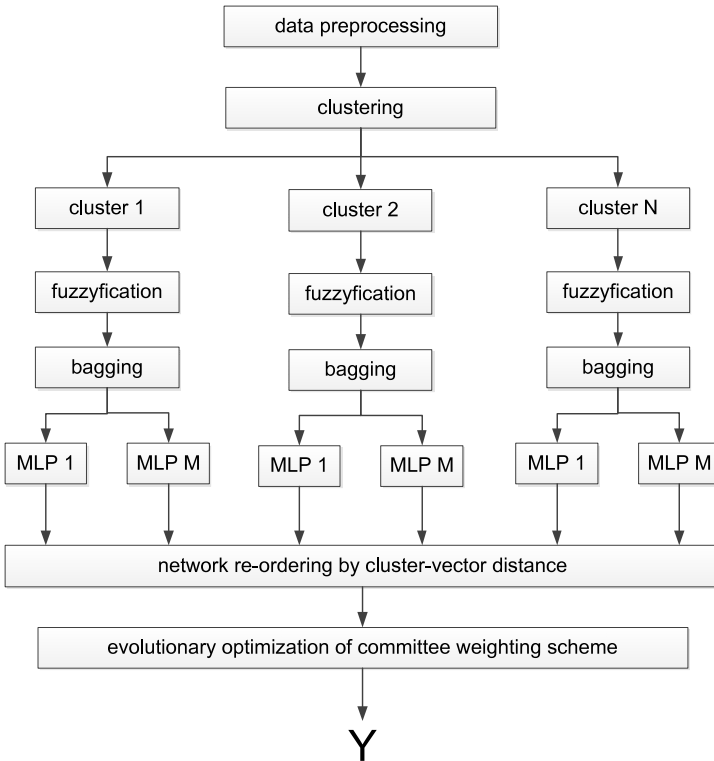 data preprocessing
clustering
cluster 1
cluster 2
cluster N
fuzzyfication
fuzzyfication
fuzzyfication
bagging
bagging
bagging
MLP 1
MLP M
MLP 1
MLP M
MLP 1
MLP M
network re-ordering by cluster-vector distance
evolutionary optimization of committee weighting scheme
Y